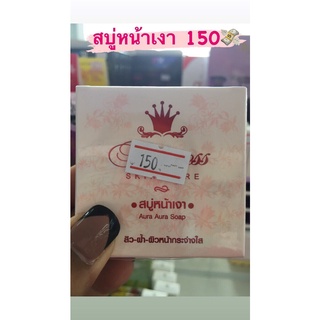 สบู่หน้าเงา 150
150.-
SKIN CARE
สบู่หน้าเงา
Aura Aura Soap
สิว-ฝ้า-ผิวหน้ากระจ่างใส